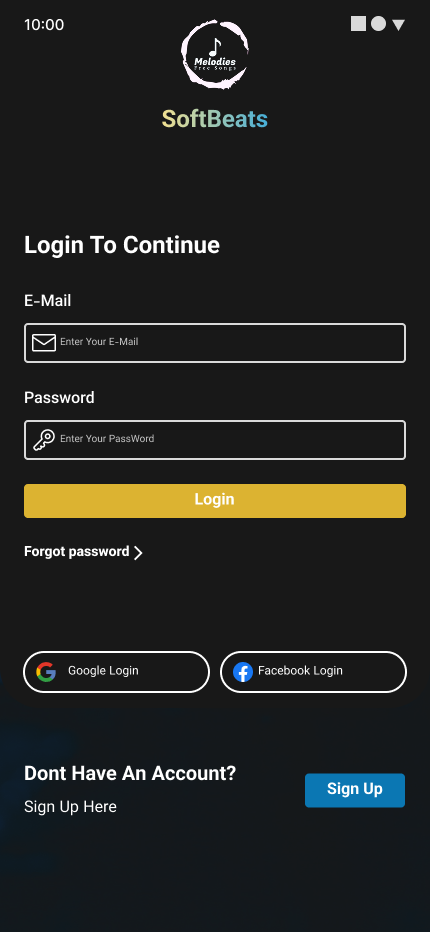 10:00
Melodies
Free Songs
SoftBeats
Login To Continue
E-Mail
Enter Your E-Mail
Password
Enter Your PassWord
Login
Forgot password
Google Login
Facebook Login
Dont Have An Account?
Sign Up Here
Sign Up